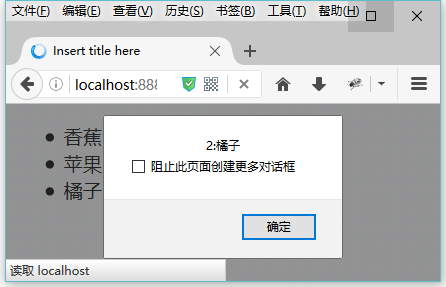 文件(F) 编辑(E) 查看(V) 历史(S) 书签(B) 工具(T) 帮助(H)
Insert title here
localhost:888
香蕉
苹果
橘子
2:橘子
阻止此页面创建更多对话框
确定
读取 localhost